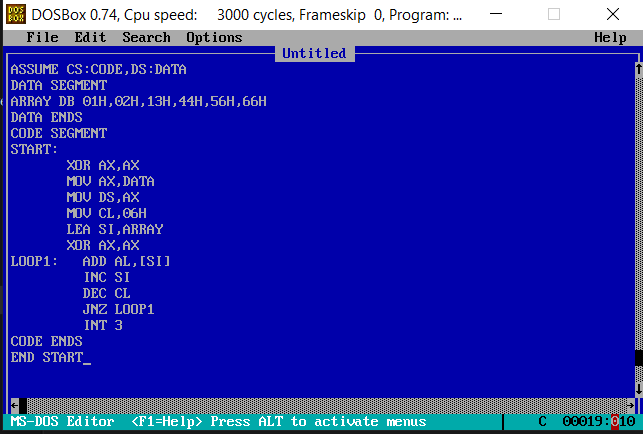 DOS BOX DOSBox 0.74, Cpu speed: 3000 cycles, Frameskip 0, Program: ...
File Edit Search Options Help
Untitled
ASSUME CS:CODE,DS:DATA
DATA SEGMENT
ARRAY DB 01H,02H,13H,44H,56H,66H
DATA ENDS
CODE SEGMENT
START:
XOR AX,AX
MOV AX,DATA
MOV DS,AX
MOV CL,06H
LEA SI,ARRAY
XOR AX,AX
LOOP1: ADD AL,[SI]
INC SI
DEC CL
JNZ LOOP1
INT 3
CODE ENDS
END START_
MS-DOS Editor <F1=Help> Press ALT to activate menus C 00019:010